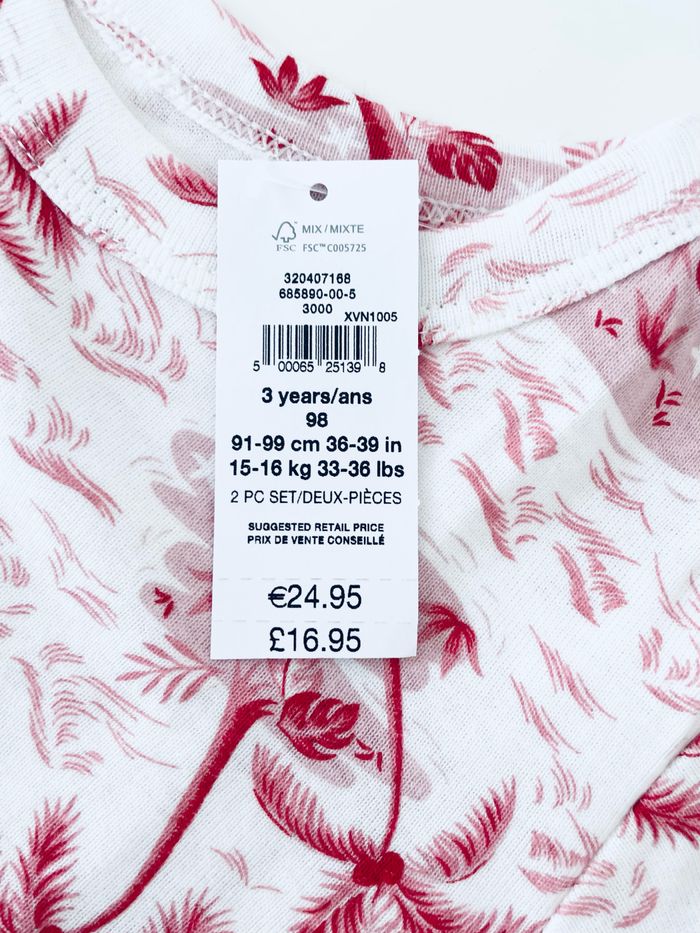 MIX / MIXTE
FSC FSC™ C005725
320407168
685890-00-5
3000
XVN1005
5 00065 25139 8
3 years/ans
98
91-99 cm 36-39 in
15-16 kg 33-36 lbs
2 PC SET/DEUX-PIÈCES
SUGGESTED RETAIL PRICE
PRIX DE VENTE CONSEILLÉ
€24.95
£16.95